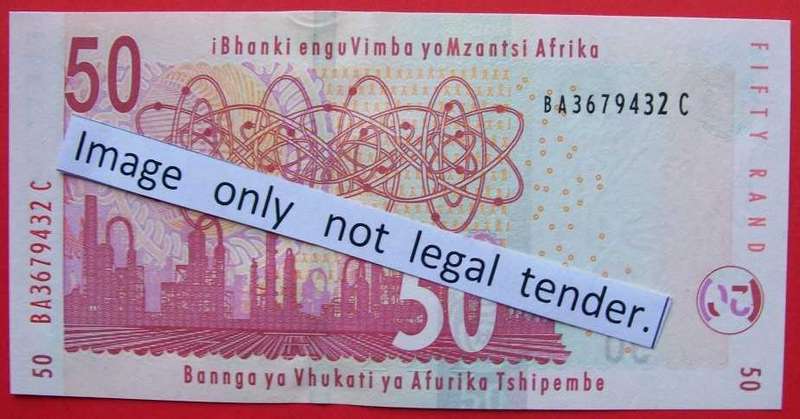 50
iBhanki enguVimba yoMzantsi Afrika
BA3679432 C
FIFTY RAND
Image only not legal tender.
BA3679432 C
50
50
50
Bannga ya Vhukati ya Afurika Tshipembe